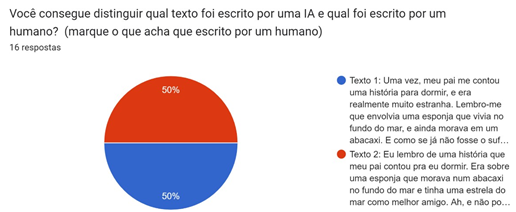 Você consegue distinguir qual texto foi escrito por uma IA e qual foi escrito por um
humano? (marque o que acha que escrito por um humano)
16 respostas
50%
50%
Texto 1: Uma vez, meu pai me contou
uma história para dormir, e era
realmente muito estranha. Lembro-me
que envolvia uma esponja que vivia no
fundo do mar, e ainda morava em um
abacaxi. E como se já não fosse o suf...
Texto 2: Eu lembro de uma história que
meu pai contou pra eu dormir. Era sobre
uma esponja que morava num abacaxi
no fundo do mar e tinha uma estrela do
mar como melhor amigo. Ah, e não po...